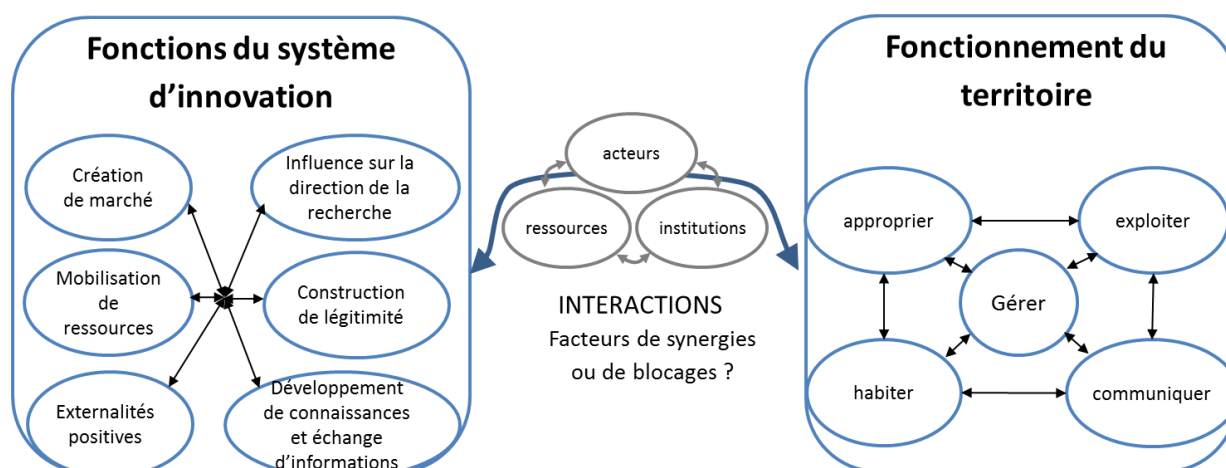 Fonctions du système
d'innovation
Création
de marché
Influence sur la
direction de la
recherche
Mobilisation
de
ressources
Construction
de légitimité
Externalités
positives
Développement
de connaissances
et échange
d'informations
acteurs
ressources
institutions
INTERACTIONS
Facteurs de synergies
ou de blocages ?
Fonctionnement du
territoire
approprier
exploiter
Gérer
habiter
communiquer